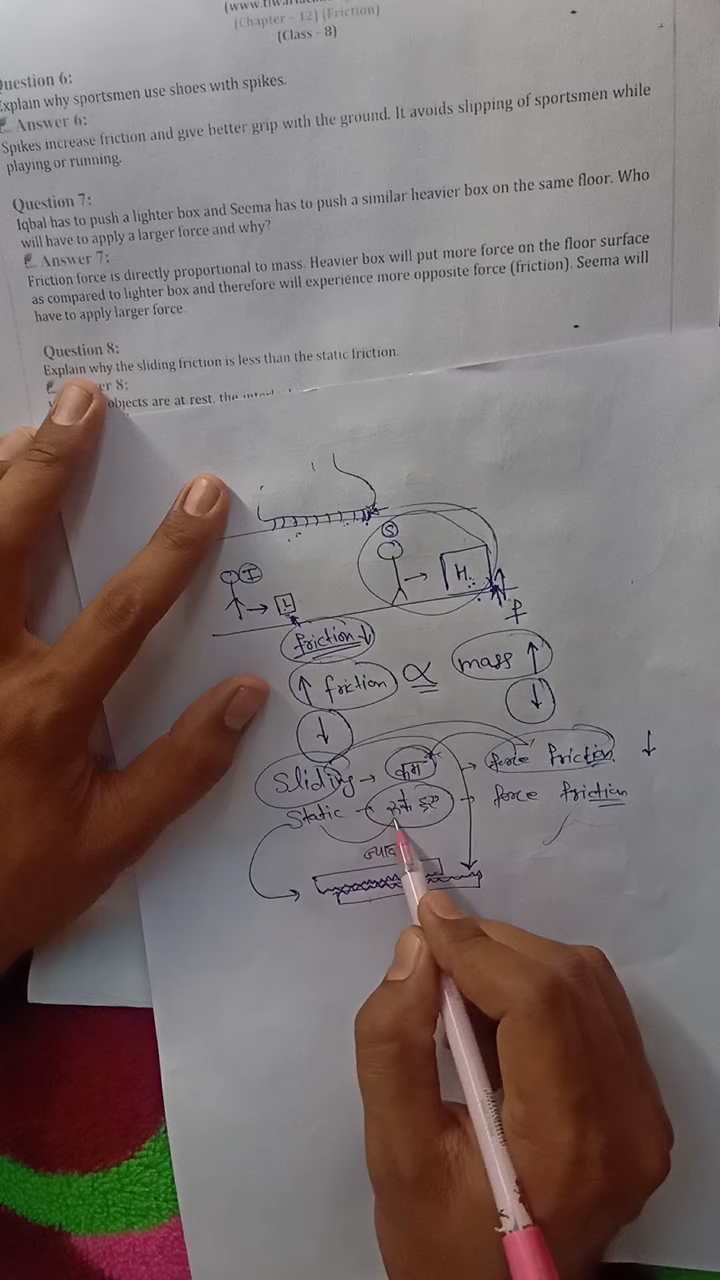 (Chapter - 12) (Friction)
(Class - 8)
Question 6:
Explain why sportsmen use shoes with spikes.
Answer 6:
Spikes increase friction and give better grip with the ground. It avoids slipping of sportsmen while
playing or running.
Question 7:
Iqbal has to push a lighter box and Seema has to push a similar heavier box on the same floor. Who
will have to apply a larger force and why?
Answer 7:
Friction force is directly proportional to mass. Heavier box will put more force on the floor surface
as compared to lighter box and therefore will experience more opposite force (friction). Seema will
have to apply larger force.
Question 8:
Explain why the sliding friction is less than the static friction.
er 8:
objects are at rest, the
S
I → L → H
f
friction ↓
↑ friction ∝ mass ↑
↓ ↓
Sliding → कम → force friction ↓
Static → → force friction